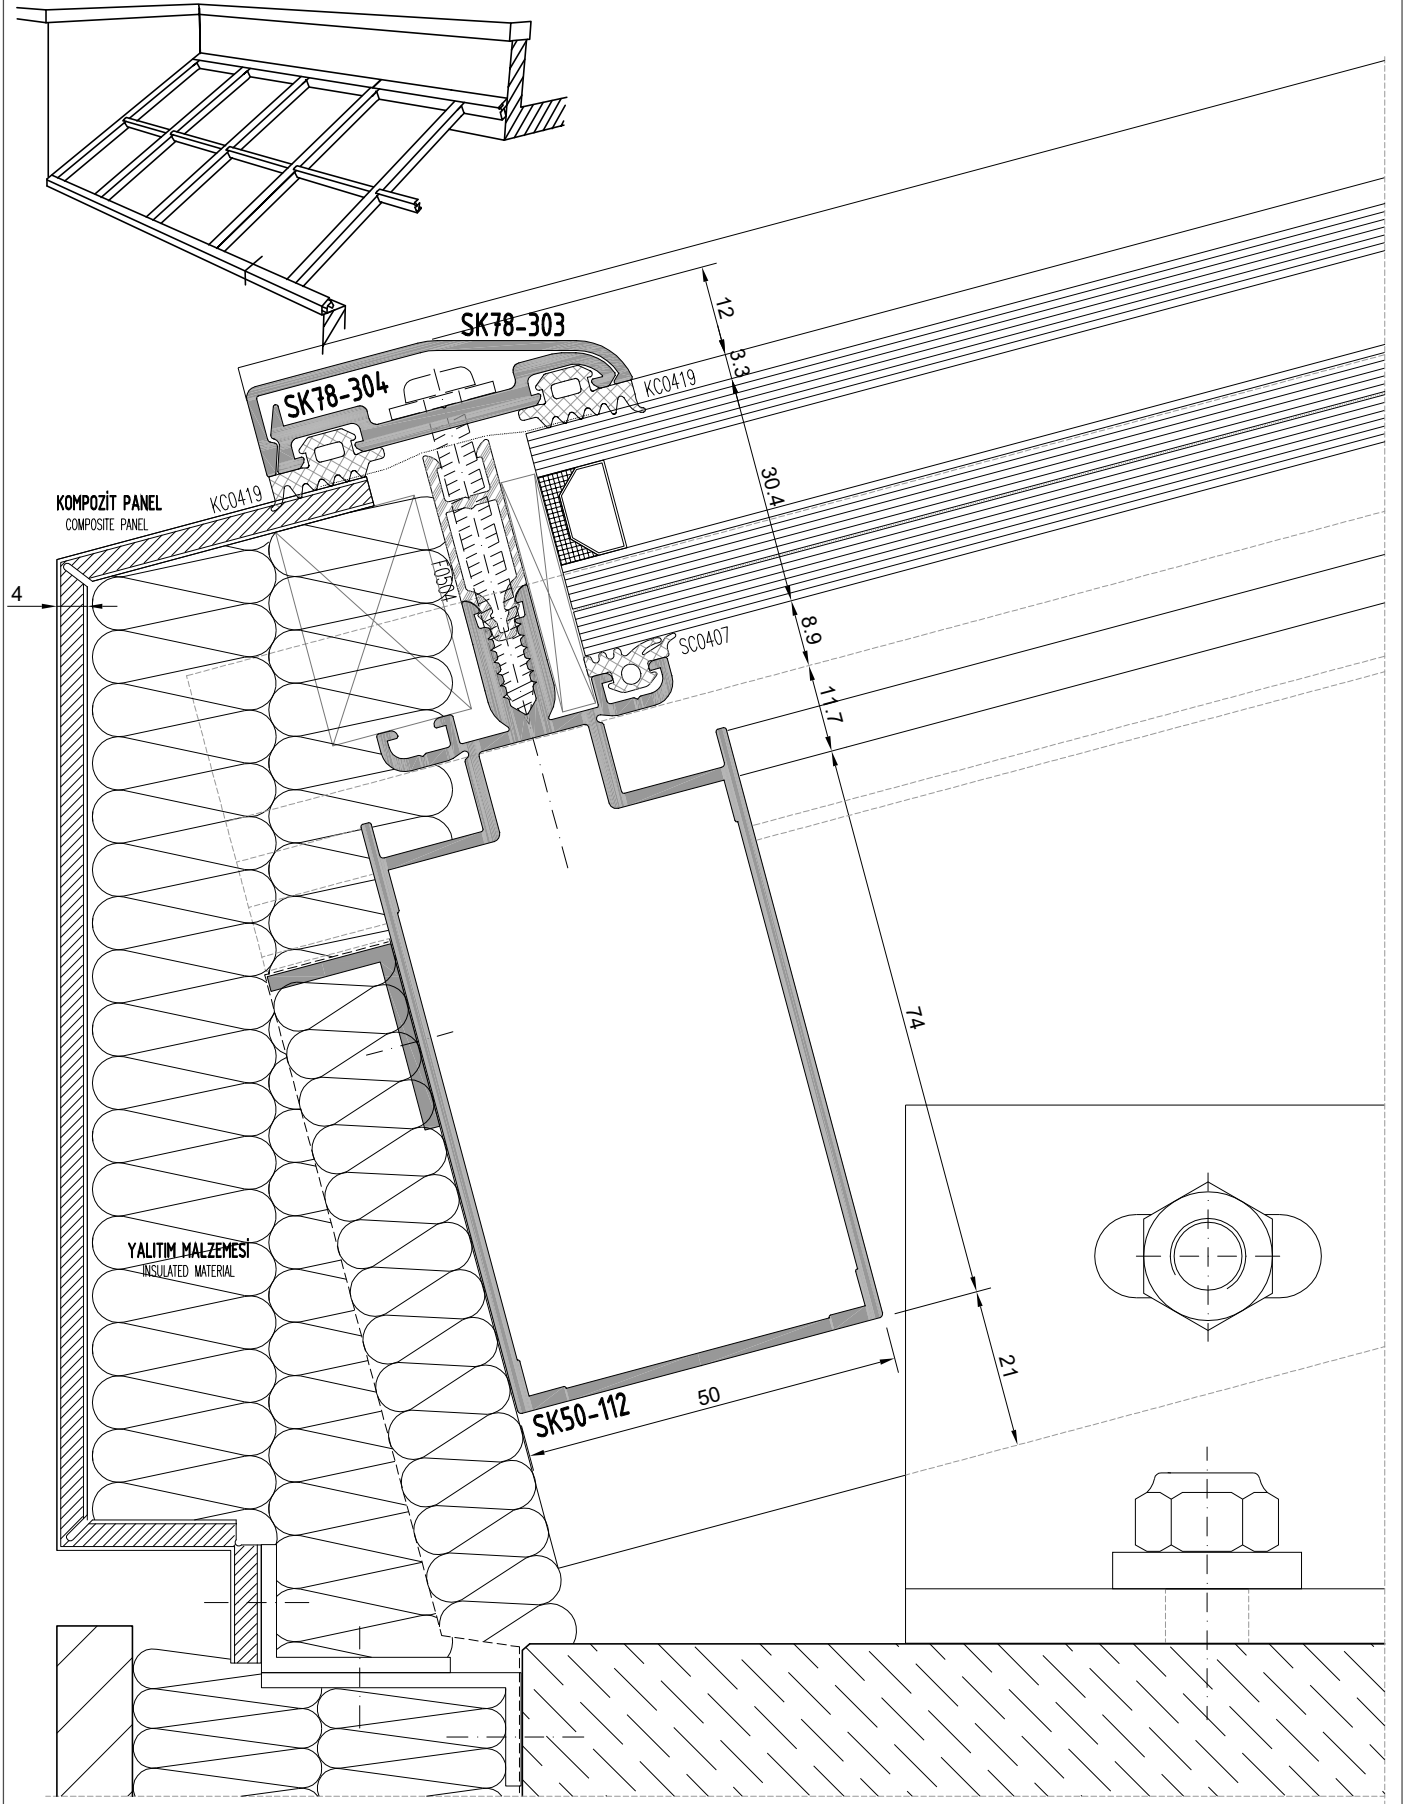 SK78-303
12
3.3
SK78-304
KC0419
KC0419
30.4
KOMPOZİT PANEL
COMPOSITE PANEL
F0504
4
8.9
SC0407
11.7
74
YALITIM MALZEMESİ
INSULATED MATERIAL
21
50
SK50-112